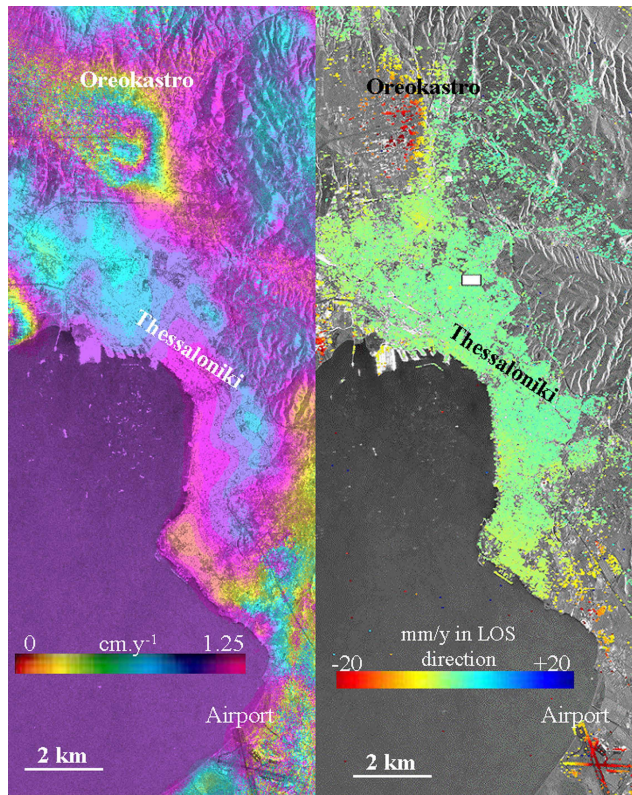 Oreokastro
Thessaloniki
0 cm.y-1 1.25
Airport
2 km
Oreokastro
Thessaloniki
mm/y in LOS
direction
-20 +20
Airport
2 km